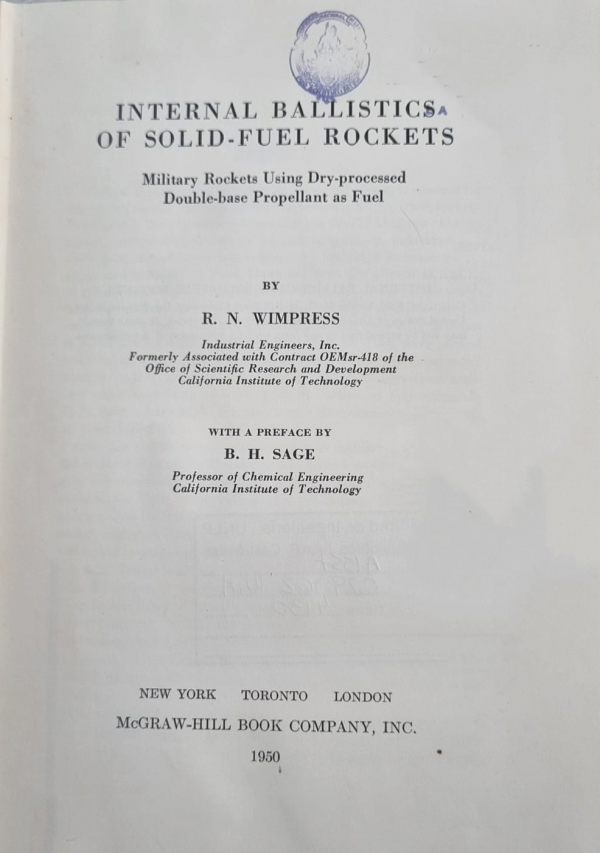 INTERNAL BALLISTICS
OF SOLID-FUEL ROCKETS
Military Rockets Using Dry-processed
Double-base Propellant as Fuel
BY
R. N. WIMPRESS
Industrial Engineers, Inc.
Formerly Associated with Contract OEMsr-418 of the
Office of Scientific Research and Development
California Institute of Technology
WITH A PREFACE BY
B. H. SAGE
Professor of Chemical Engineering
California Institute of Technology
NEW YORK TORONTO LONDON
McGRAW-HILL BOOK COMPANY, INC.
1950